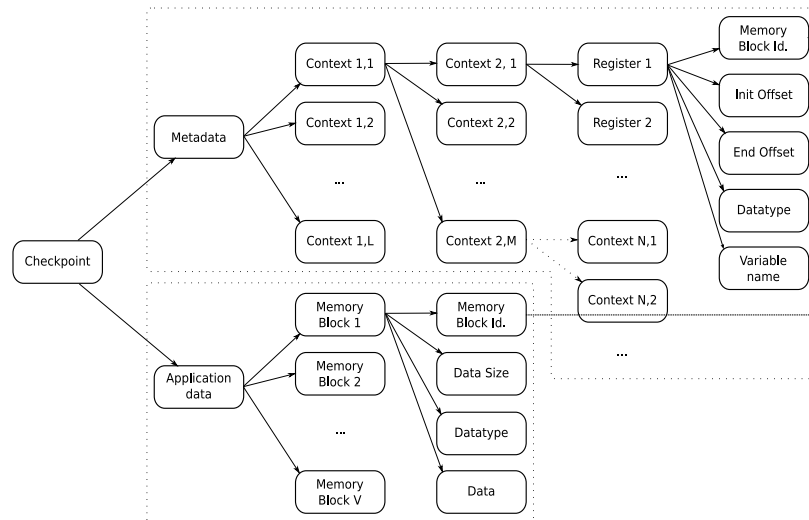 Memory
Block Id.
Context 1,1
Context 2, 1
Register 1
Init Offset
Context 1,2
Context 2,2
Register 2
Metadata
End Offset
...
...
...
Datatype
Context 1,L
Context 2,M
Context N,1
Checkpoint
Variable
name
Context N,2
Memory
Block 1
Memory
Block Id.
...
Application
data
Memory
Block 2
Data Size
...
Datatype
Memory
Block V
Data